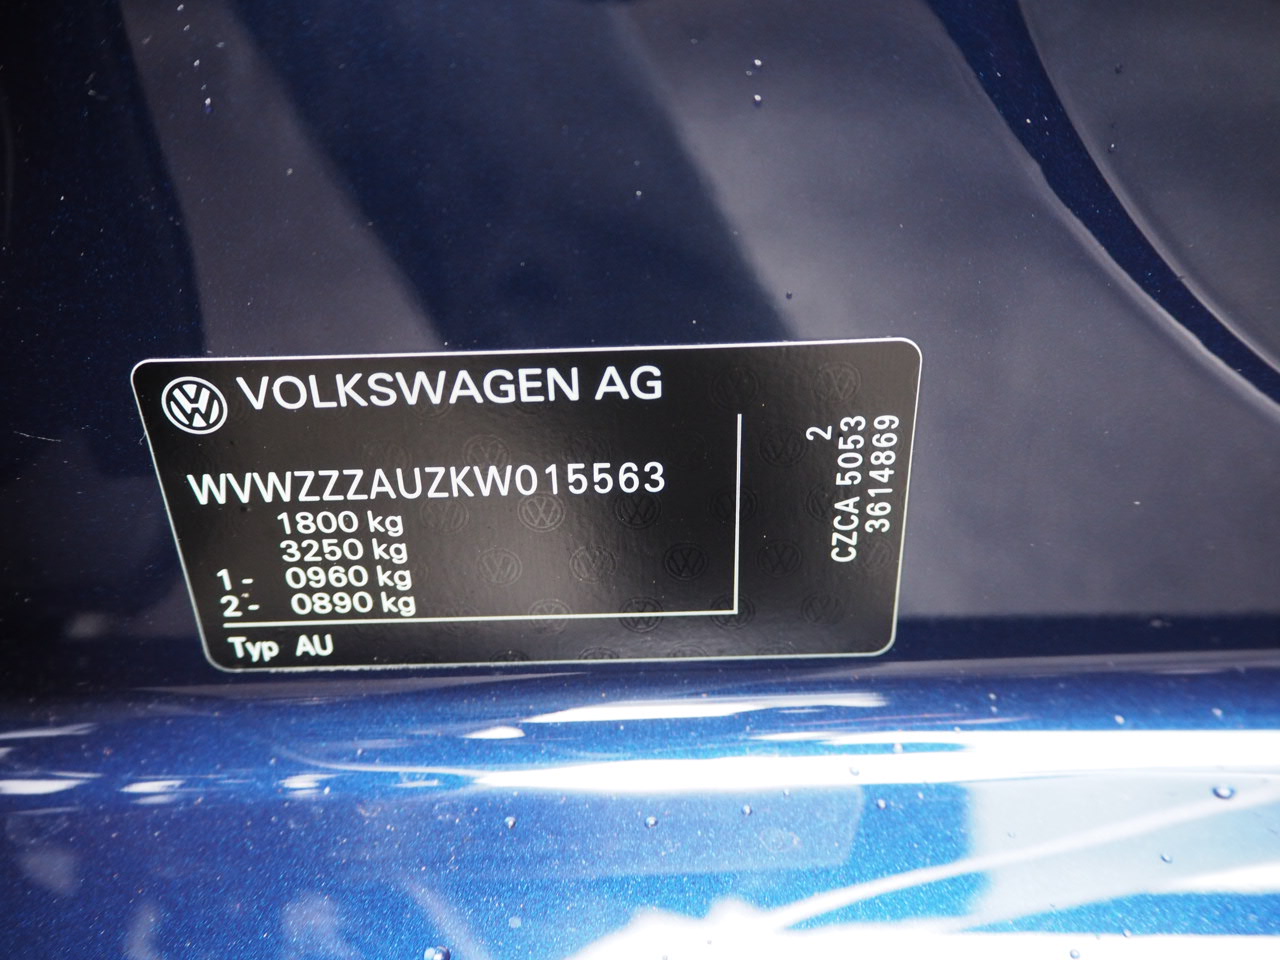 VOLKSWAGEN AG
WVWZZZAUZKW015563
1800 kg
3250 kg
1- 0960 kg
2- 0890 kg
Typ AU
2
CZCA 5053
3614869